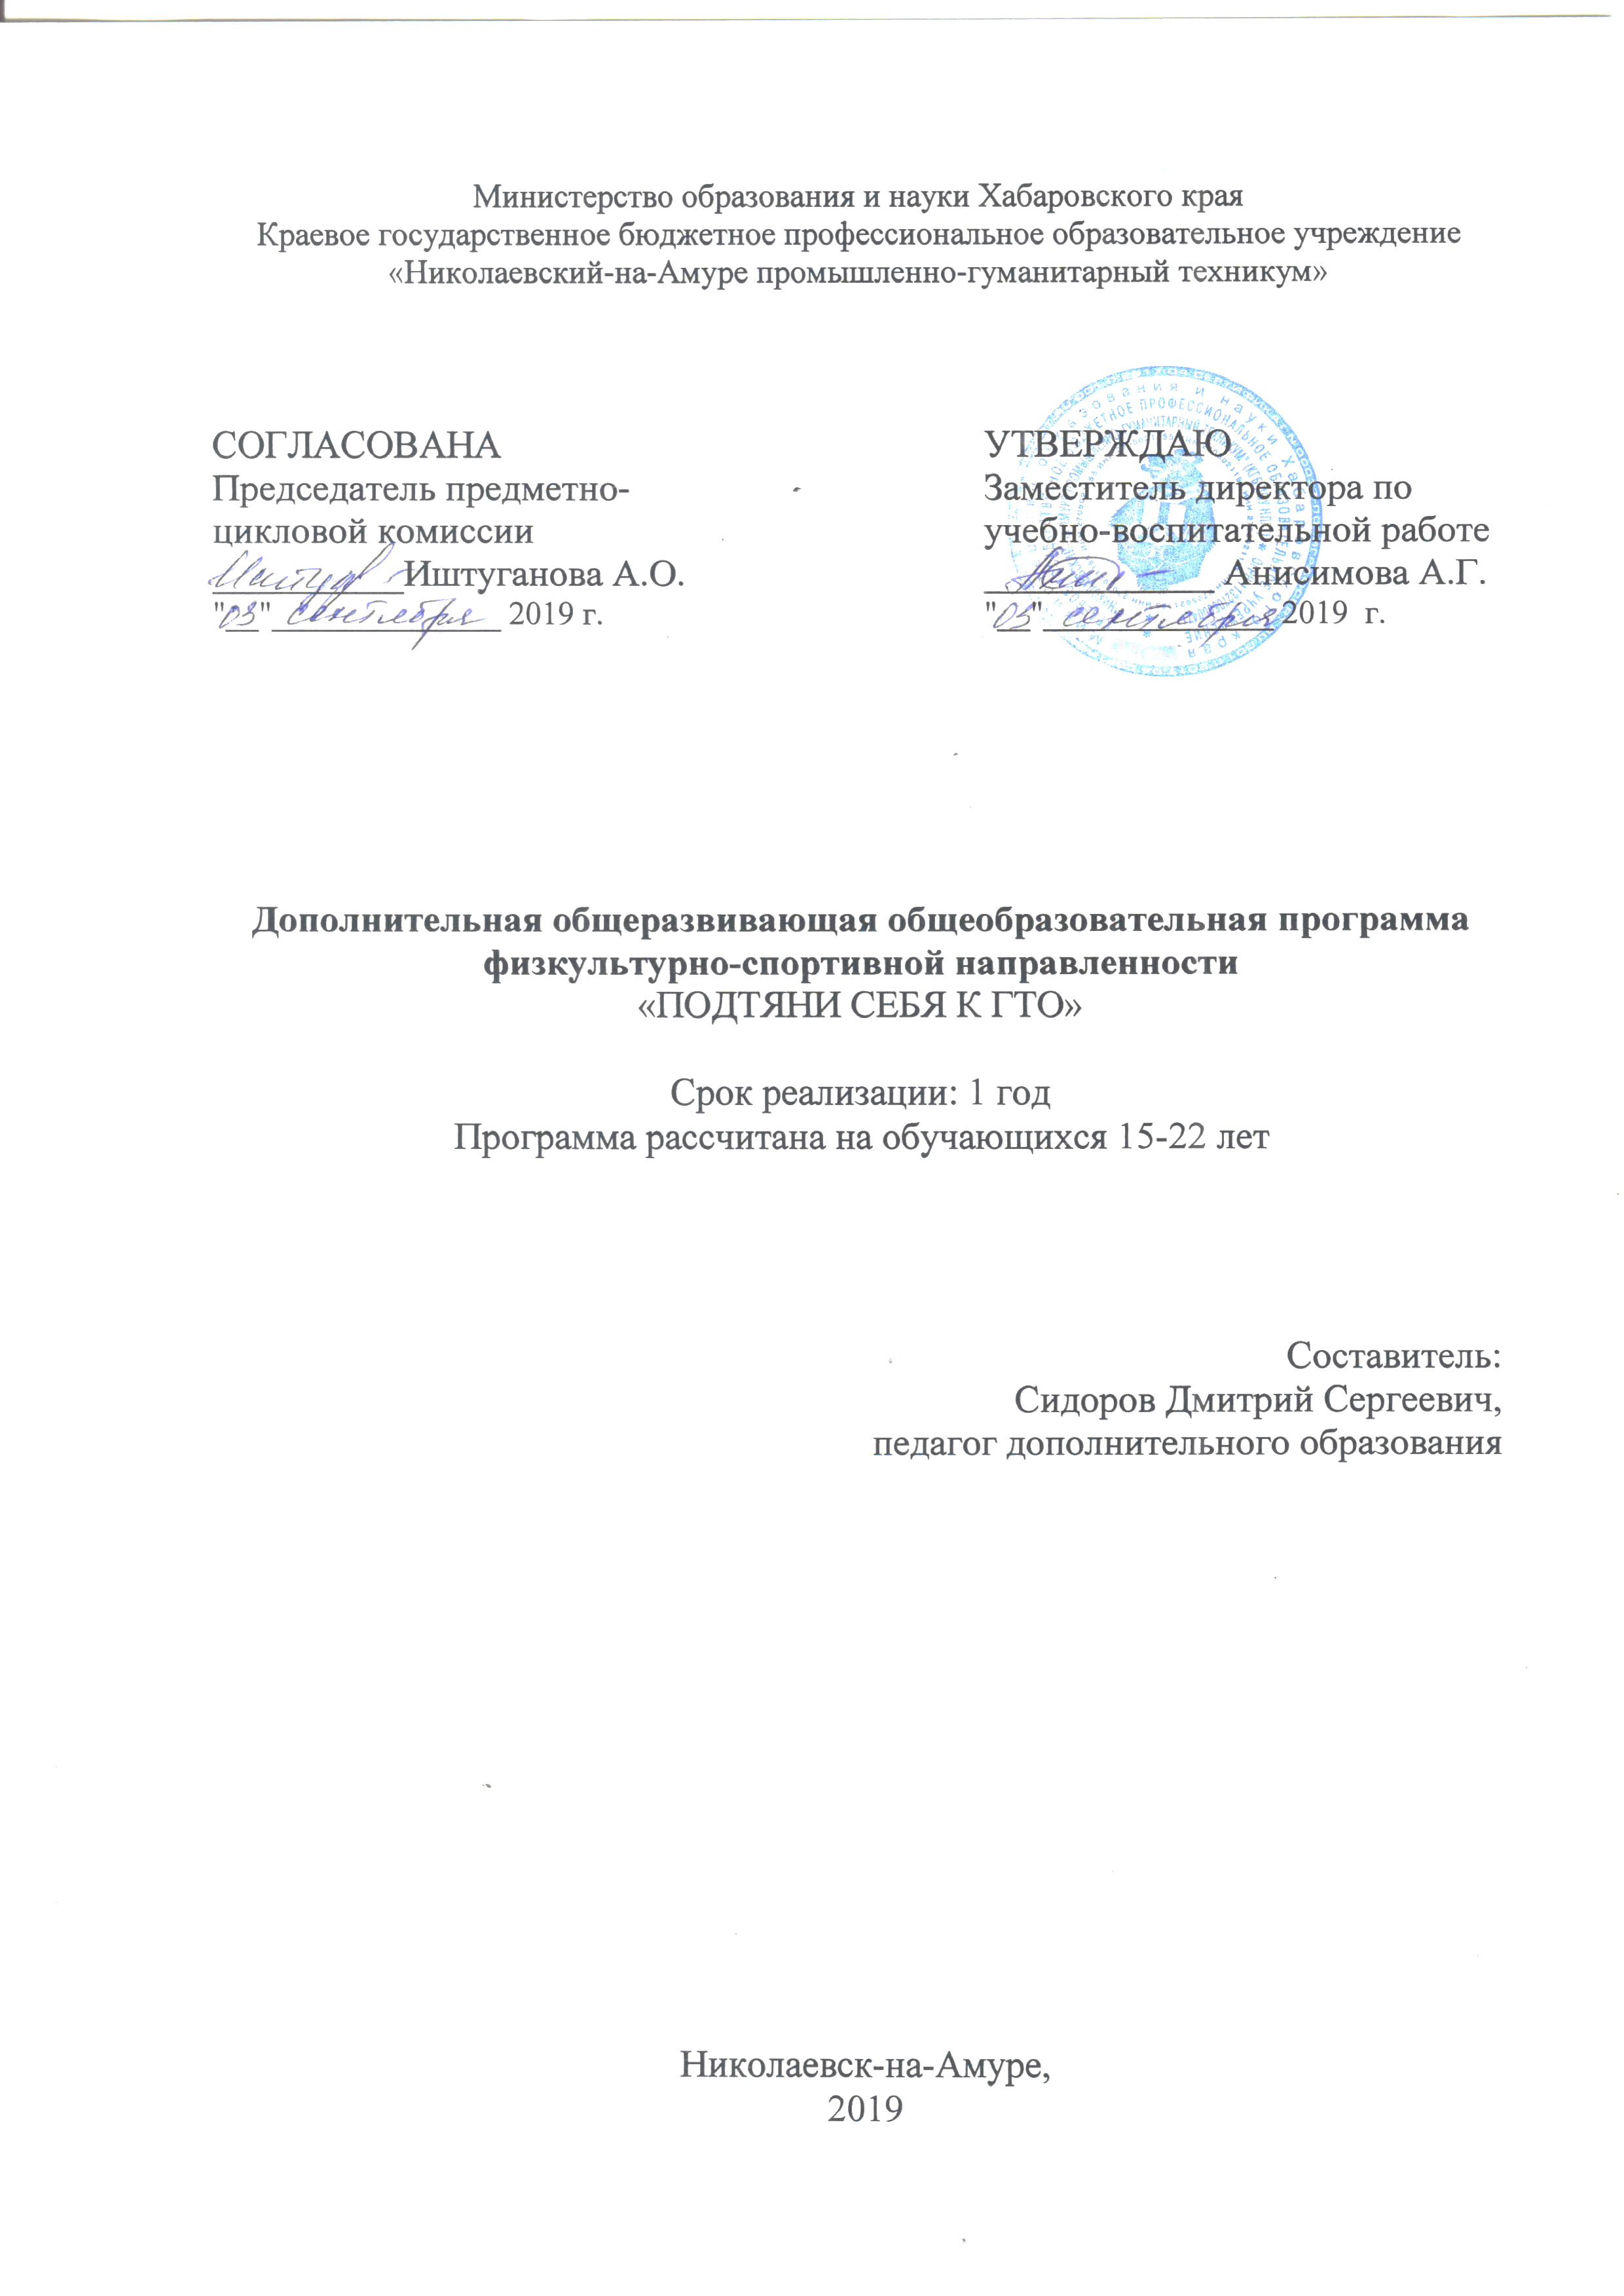 Министерство образования и науки Хабаровского края
Краевое государственное бюджетное профессиональное образовательное учреждение
«Николаевский-на-Амуре промышленно-гуманитарный техникум»
СОГЛАСОВАНА
Председатель предметно-
цикловой комиссии
Иштуганова А.О.
"03" сентября 2019 г.
УТВЕРЖДАЮ
Заместитель директора по
учебно-воспитательной работе
Анисимова А.Г.
"03" сентября 2019 г.
Дополнительная общеразвивающая общеобразовательная программа
физкультурно-спортивной направленности
«ПОДТЯНИ СЕБЯ К ГТО»
Срок реализации: 1 год
Программа рассчитана на обучающихся 15-22 лет
Составитель:
Сидоров Дмитрий Сергеевич,
педагог дополнительного образования
Николаевск-на-Амуре,
2019